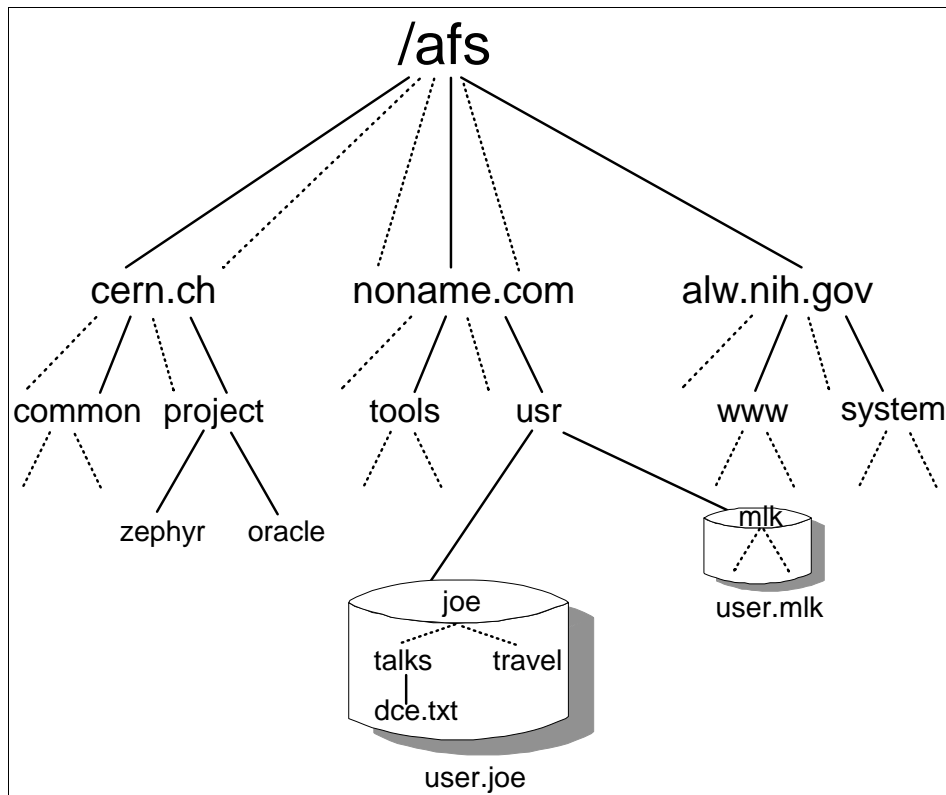 /afs
cern.ch noname.com alw.nih.gov
common project tools usr www system
zephyr oracle mlk
user.mlk
joe
talks travel
dce.txt
user.joe